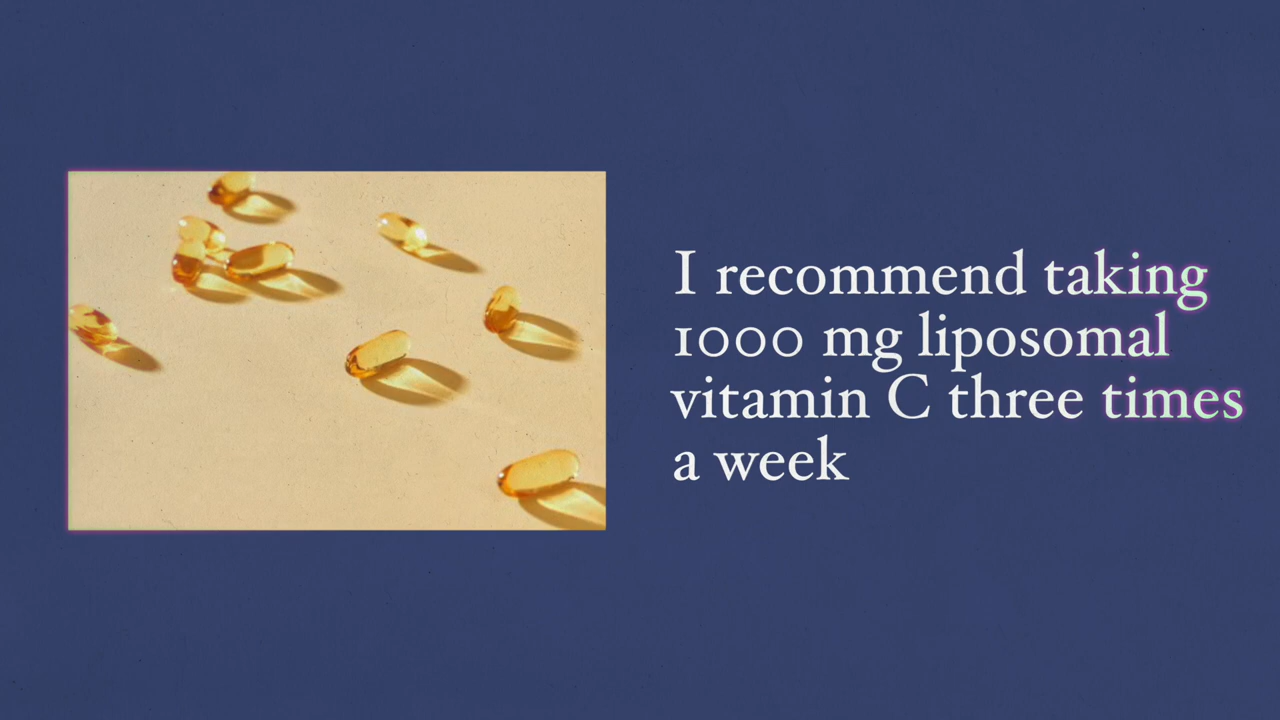 I recommend taking
1000 mg liposomal
vitamin C three times
a week